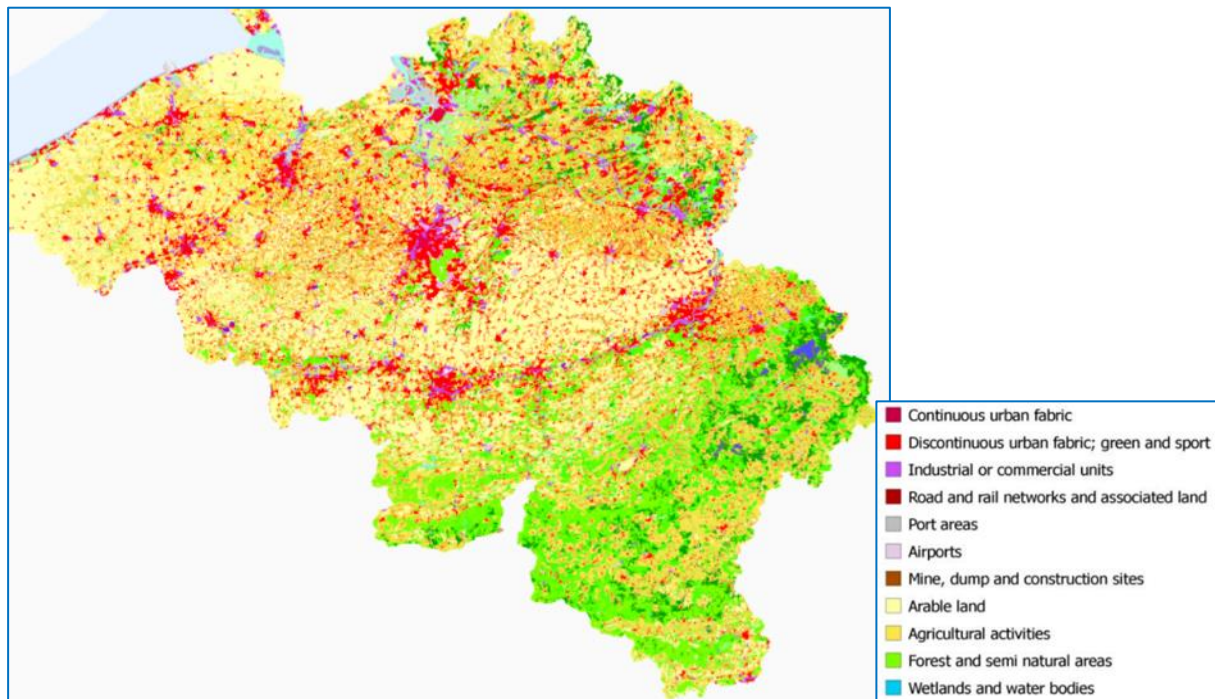 Continuous urban fabric
Discontinuous urban fabric; green and sport
Industrial or commercial units
Road and rail networks and associated land
Port areas
Airports
Mine, dump and construction sites
Arable land
Agricultural activities
Forest and semi natural areas
Wetlands and water bodies